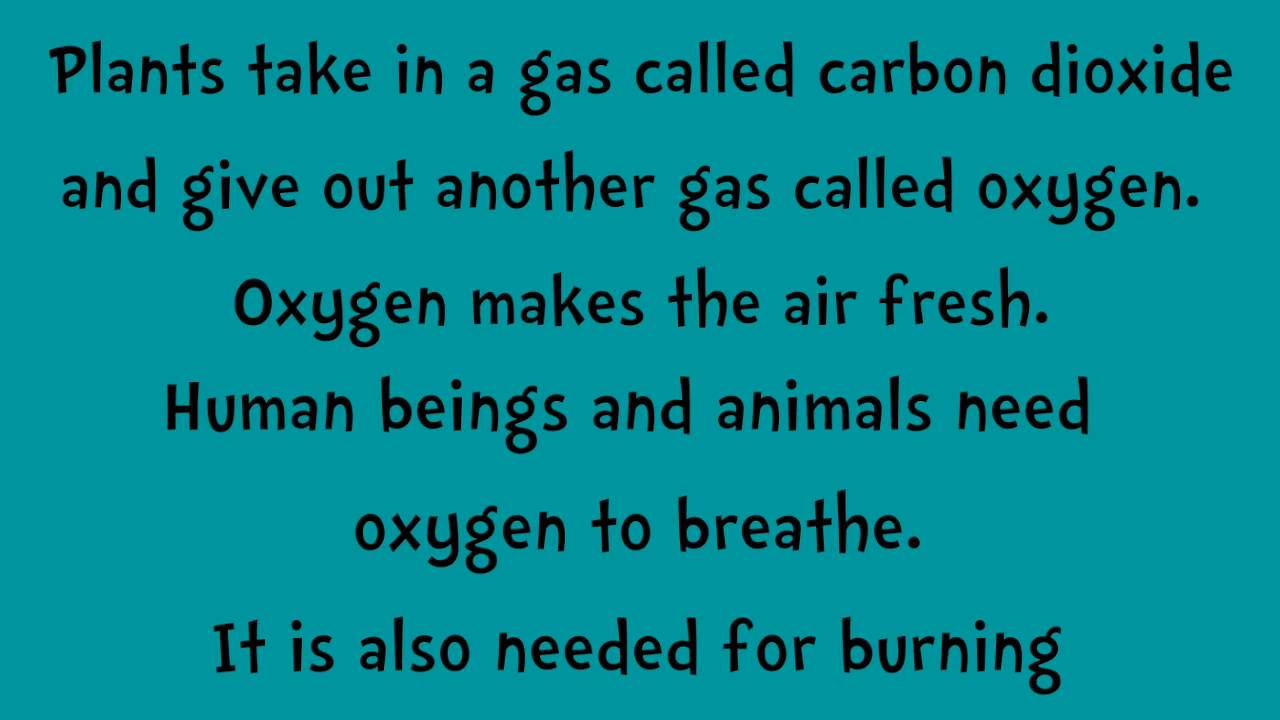 Plants take in a gas called carbon dioxide
and give out another gas called oxygen.
Oxygen makes the air fresh.
Human beings and animals need
oxygen to breathe.
It is also needed for burning